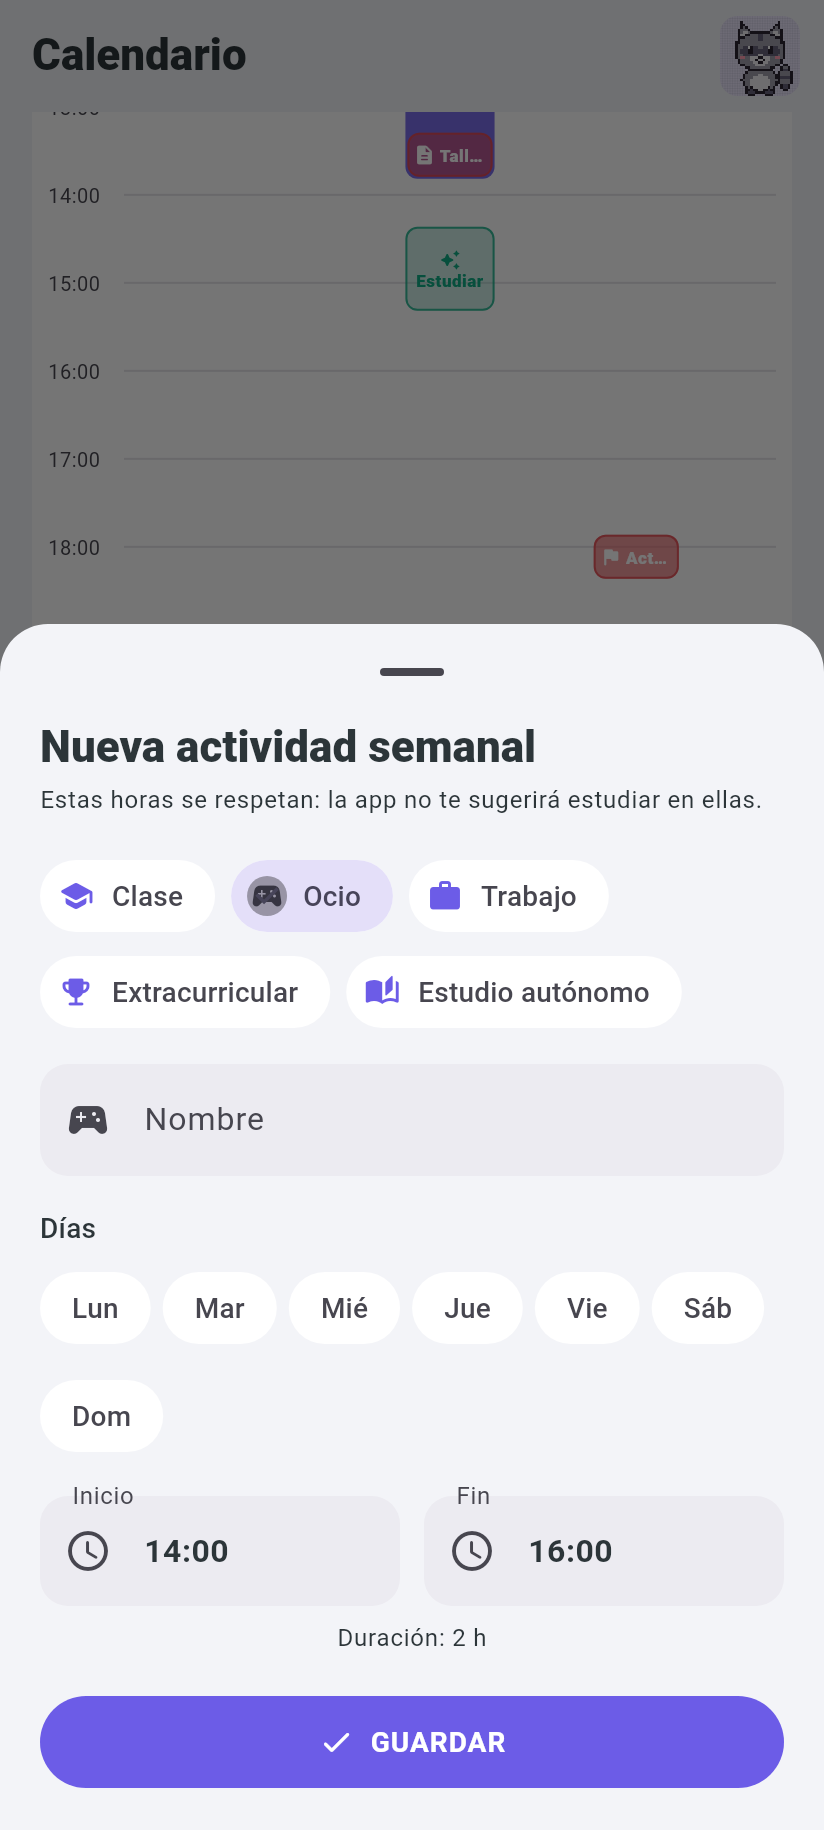 Calendario
Tall...
14:00
Estudiar
15:00
16:00
17:00
18:00
Act...
Nueva actividad semanal
Estas horas se respetan: la app no te sugerirá estudiar en ellas.
Clase Ocio Trabajo
Extracurricular Estudio autónomo
Nombre
Días
Lun Mar Mié Jue Vie Sáb
Dom
Inicio Fin
14:00 16:00
Duración: 2 h
GUARDAR